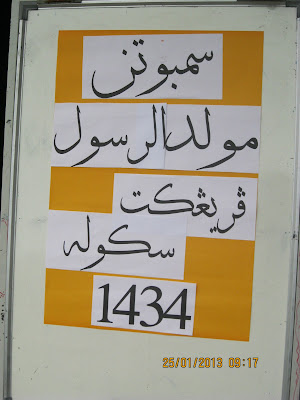 سمبوتن
مولدالرسول
ڤريڠكت
سكوله
1434
25/01/2013 09:17